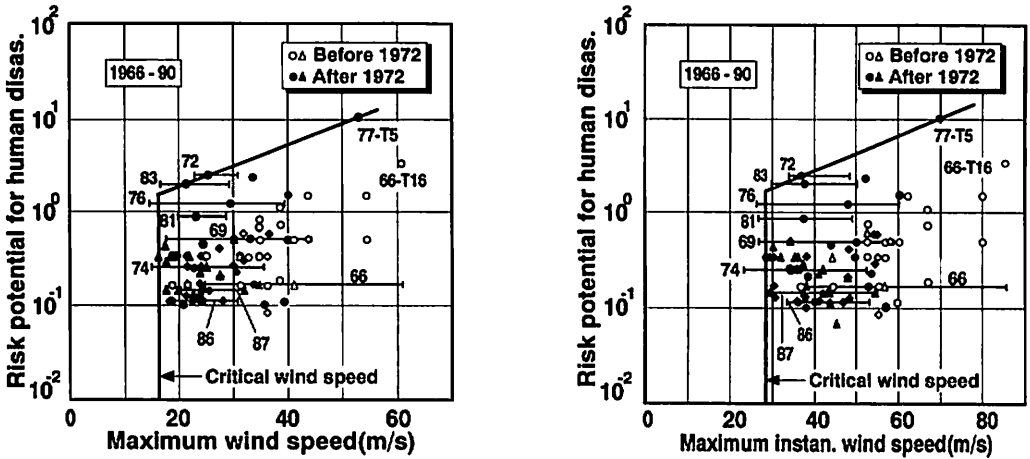 10²
10¹
10⁰
10⁻¹
10⁻²
Risk potential for human disas.
1966 - 90
○△ Before 1972
●▲ After 1972
77-T5
72
66-T16
83
76
81
69
74
66
86
87
Critical wind speed
0 20 40 60
Maximum wind speed(m/s)
10²
10¹
10⁰
10⁻¹
10⁻²
Risk potential for human disas.
1966 - 90
○△ Before 1972
●▲ After 1972
77-T5
72
66-T16
83
76
81
69
74
66
86
87
Critical wind speed
0 20 40 60 80
Maximum instan. wind speed(m/s)